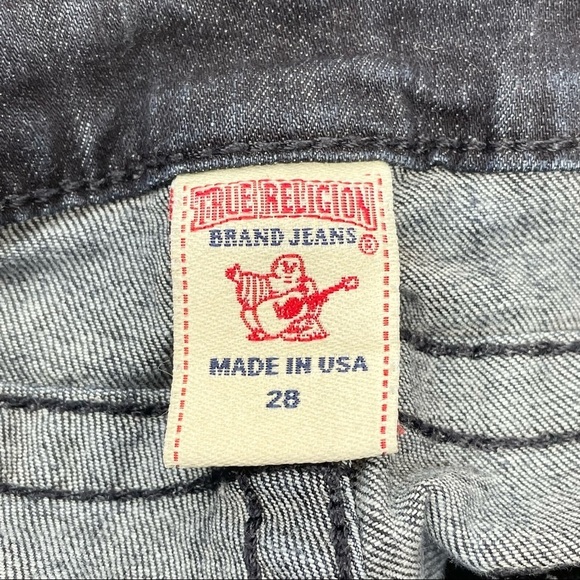 TRUE RELIGION
BRAND JEANS ®
MADE IN USA
28